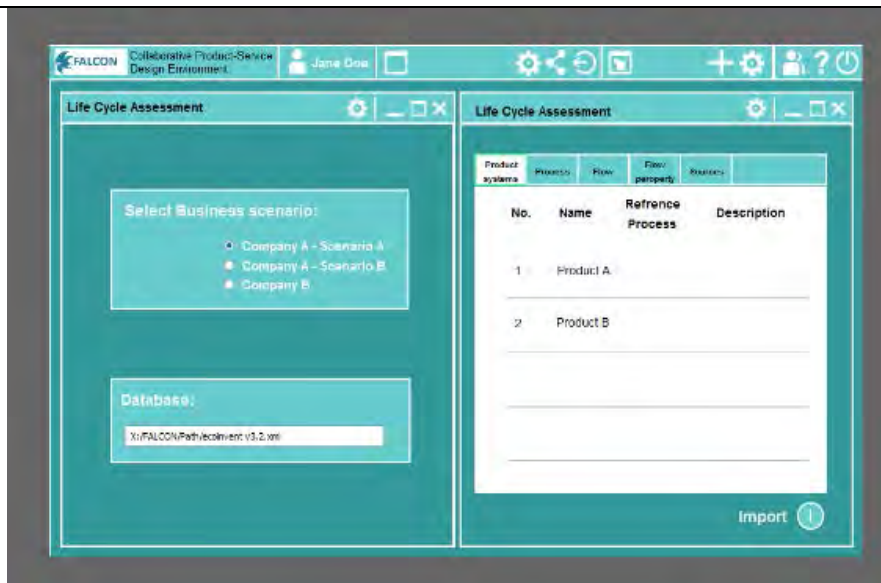 FALCON
Collaborative Product-Service
Design Environment
Jane Doe
?
Life Cycle Assessment
Select Business scenario:
Company A - Scenario A
Company A - Scenario B
Company B
Database:
X:/FALCON/Path/ecoinvent v3.2.xml
Life Cycle Assessment
Product
systems
Process
Flow
Flow
peroperty
Sources
No.
Name
Refrence
Process
Description
1
Product A
2
Product B
Import